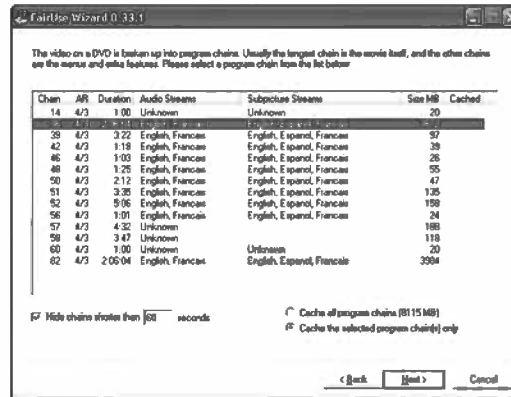 FairUse Wizard 0.33.1
The video on a DVD is broken up into program chains. Usually the longest chain is the movie itself, and the other chains
are the menus and extra features. Please select a program chain from the list below
Chain AR Duration Audio Streams Subpicture Streams Size MB Cached
14 4/3 1:00 Unknown Unknown 20
39 4/3 3:22 English, Francais English, Espanol, Francais 97
42 4/3 1:18 English, Francais English, Espanol, Francais 39
46 4/3 1:03 English, Francais English, Espanol, Francais 26
48 4/3 1:25 English, Francais English, Espanol, Francais 55
50 4/3 2:12 English, Francais English, Espanol, Francais 47
51 4/3 3:35 English, Francais English, Espanol, Francais 135
52 4/3 5:06 English, Francais English, Espanol, Francais 158
56 4/3 1:01 English, Francais English, Espanol, Francais 24
57 4/3 4:32 Unknown 188
58 4/3 3:47 Unknown 118
60 4/3 1:00 Unknown Unknown 20
82 4/3 2:06:04 English, Francais English, Espanol, Francais 3984
Hide chains shorter than 60 seconds
Cache all program chains (8115 MB)
Cache the selected program chain(s) only
< Back Next > Cancel